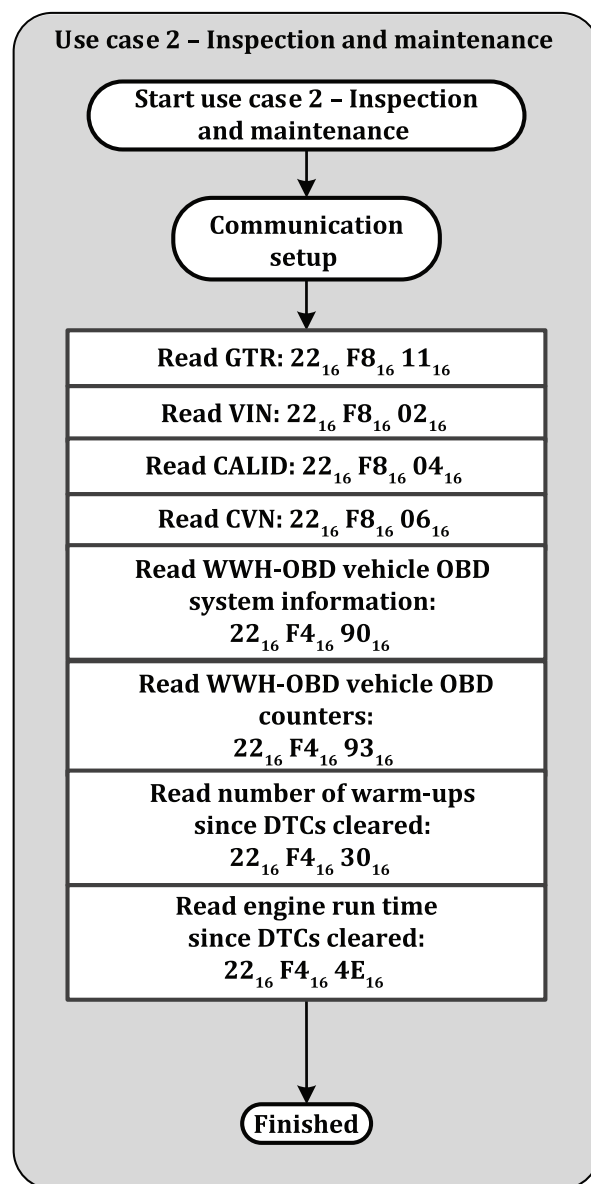 Use case 2 – Inspection and maintenance
Start use case 2 – Inspection
and maintenance
Communication
setup
Read GTR: 22₁₆ F8₁₆ 11₁₆
Read VIN: 22₁₆ F8₁₆ 02₁₆
Read CALID: 22₁₆ F8₁₆ 04₁₆
Read CVN: 22₁₆ F8₁₆ 06₁₆
Read WWH-OBD vehicle OBD
system information:
22₁₆ F4₁₆ 90₁₆
Read WWH-OBD vehicle OBD
counters:
22₁₆ F4₁₆ 93₁₆
Read number of warm-ups
since DTCs cleared:
22₁₆ F4₁₆ 30₁₆
Read engine run time
since DTCs cleared:
22₁₆ F4₁₆ 4E₁₆
Finished